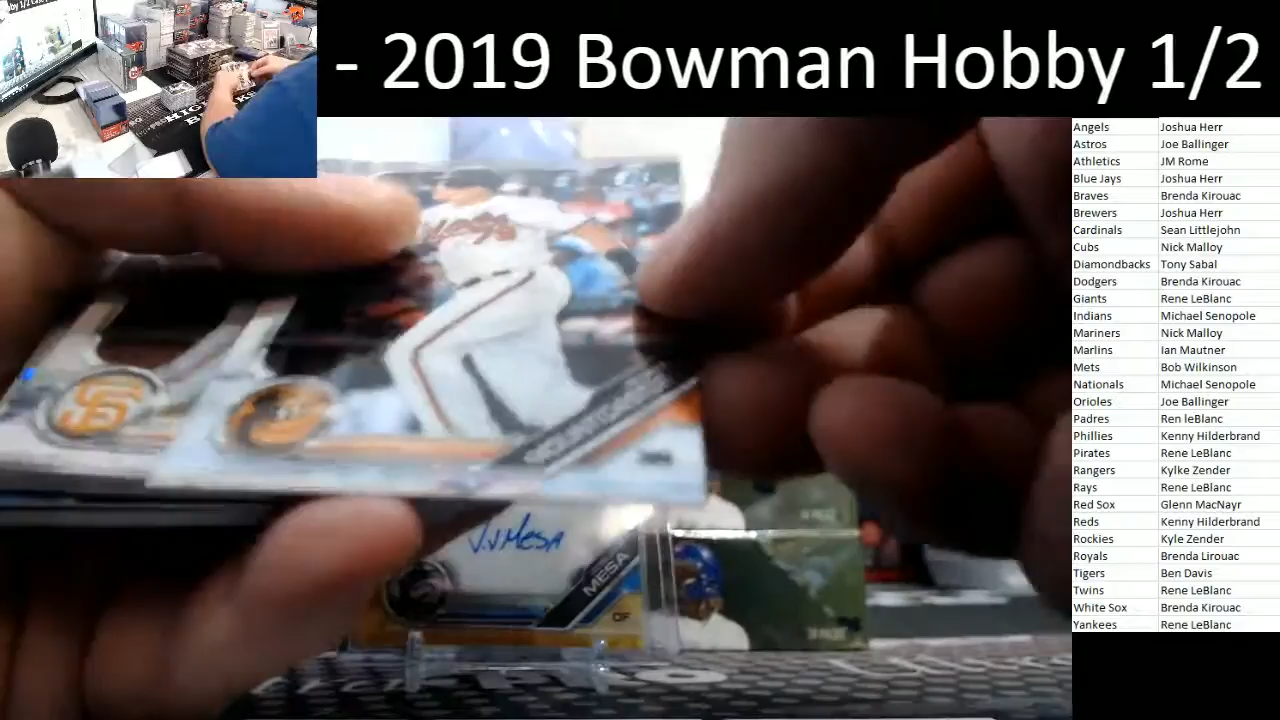 - 2019 Bowman Hobby 1/2
Angels Joshua Herr
Astros Joe Ballinger
Athletics JM Rome
Blue Jays Joshua Herr
Braves Brenda Kirouac
Brewers Joshua Herr
Cardinals Sean Littlejohn
Cubs Nick Malloy
Diamondbacks Tony Sabal
Dodgers Brenda Kirouac
Giants Rene LeBlanc
Indians Michael Senopole
Mariners Nick Malloy
Marlins Ian Mautner
Mets Bob Wilkinson
Nationals Michael Senopole
Orioles Joe Ballinger
Padres Ren leBlanc
Phillies Kenny Hilderbrand
Pirates Rene LeBlanc
Rangers Kylke Zender
Rays Rene LeBlanc
Red Sox Glenn MacNayr
Reds Kenny Hilderbrand
Rockies Kyle Zender
Royals Brenda Lirouac
Tigers Ben Davis
Twins Rene LeBlanc
White Sox Brenda Kirouac
Yankees Rene LeBlanc
SF
MOUNTCASTLE
J.J Mesa
MESA
OF